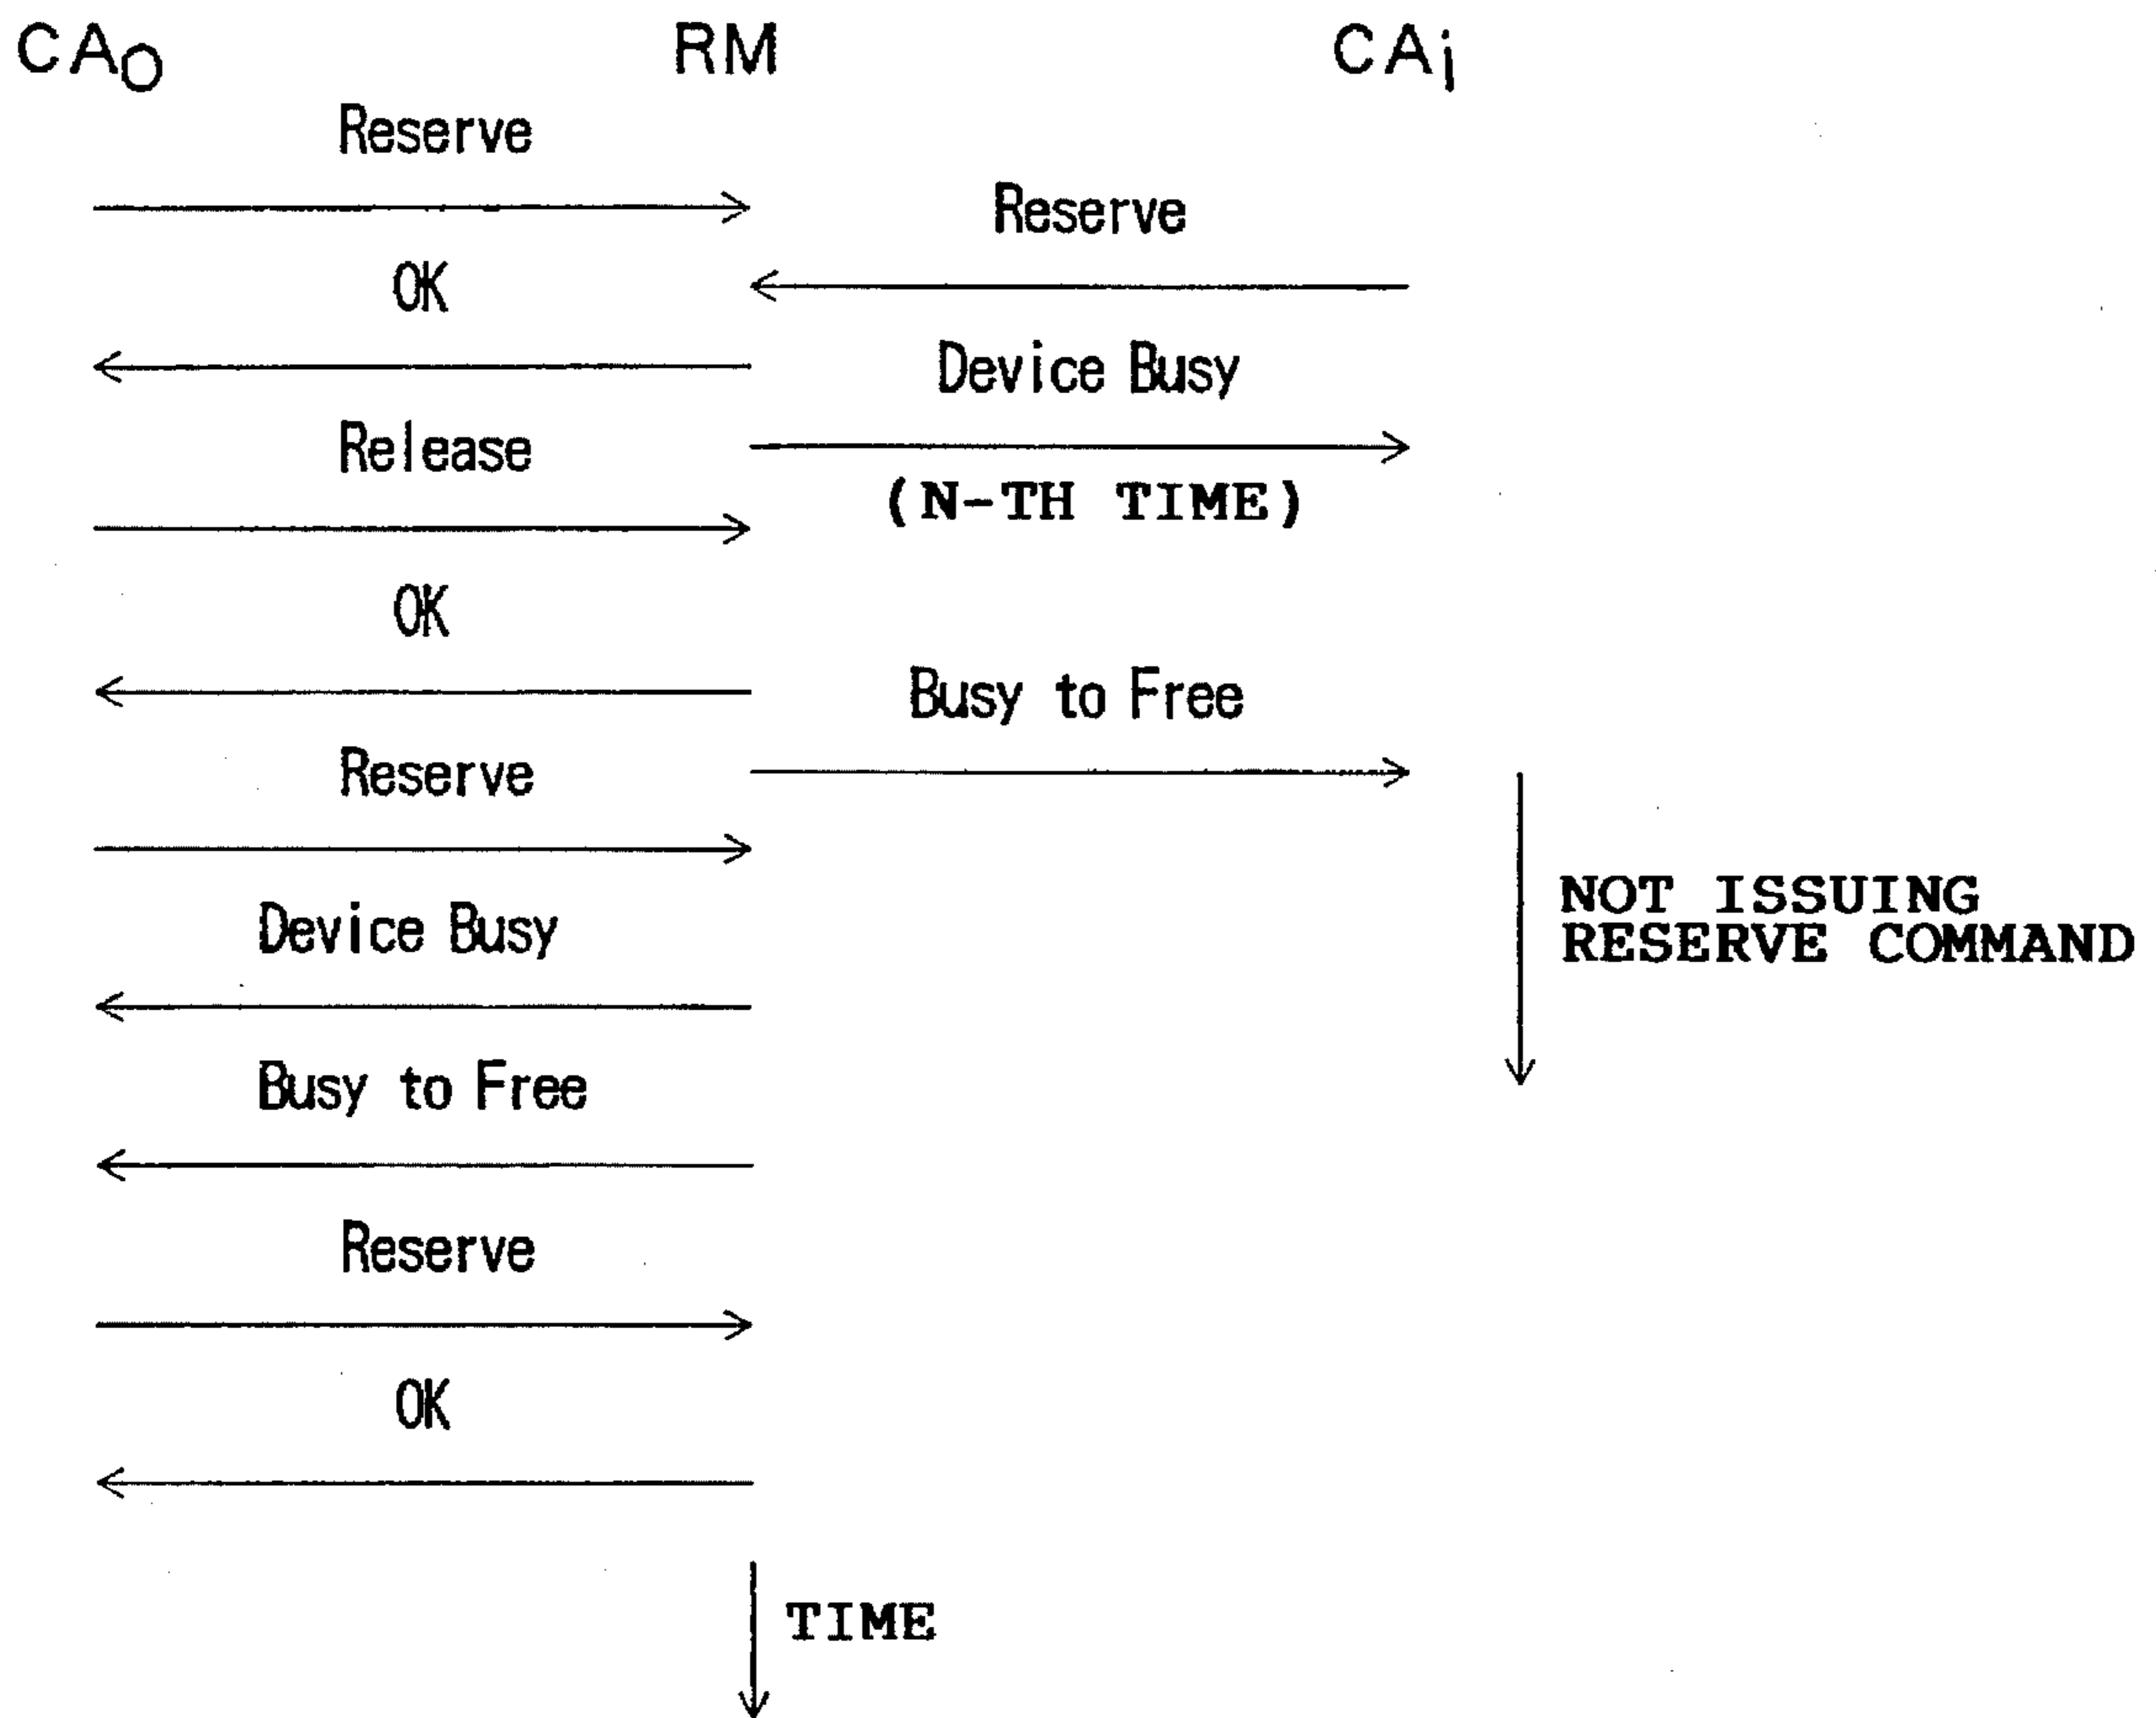 CA0 RM CAi
Reserve
Reserve
OK
Device Busy
Release
(N-TH TIME)
OK
Busy to Free
Reserve
NOT ISSUING
RESERVE COMMAND
Device Busy
Busy to Free
Reserve
OK
TIME